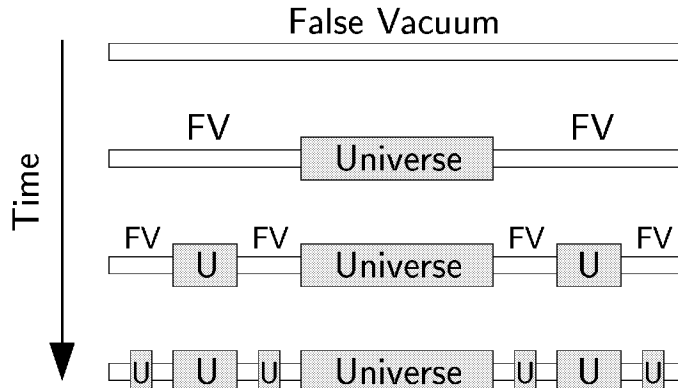 False Vacuum
Time
FV Universe FV
FV U FV Universe FV U FV
U U U Universe U U U